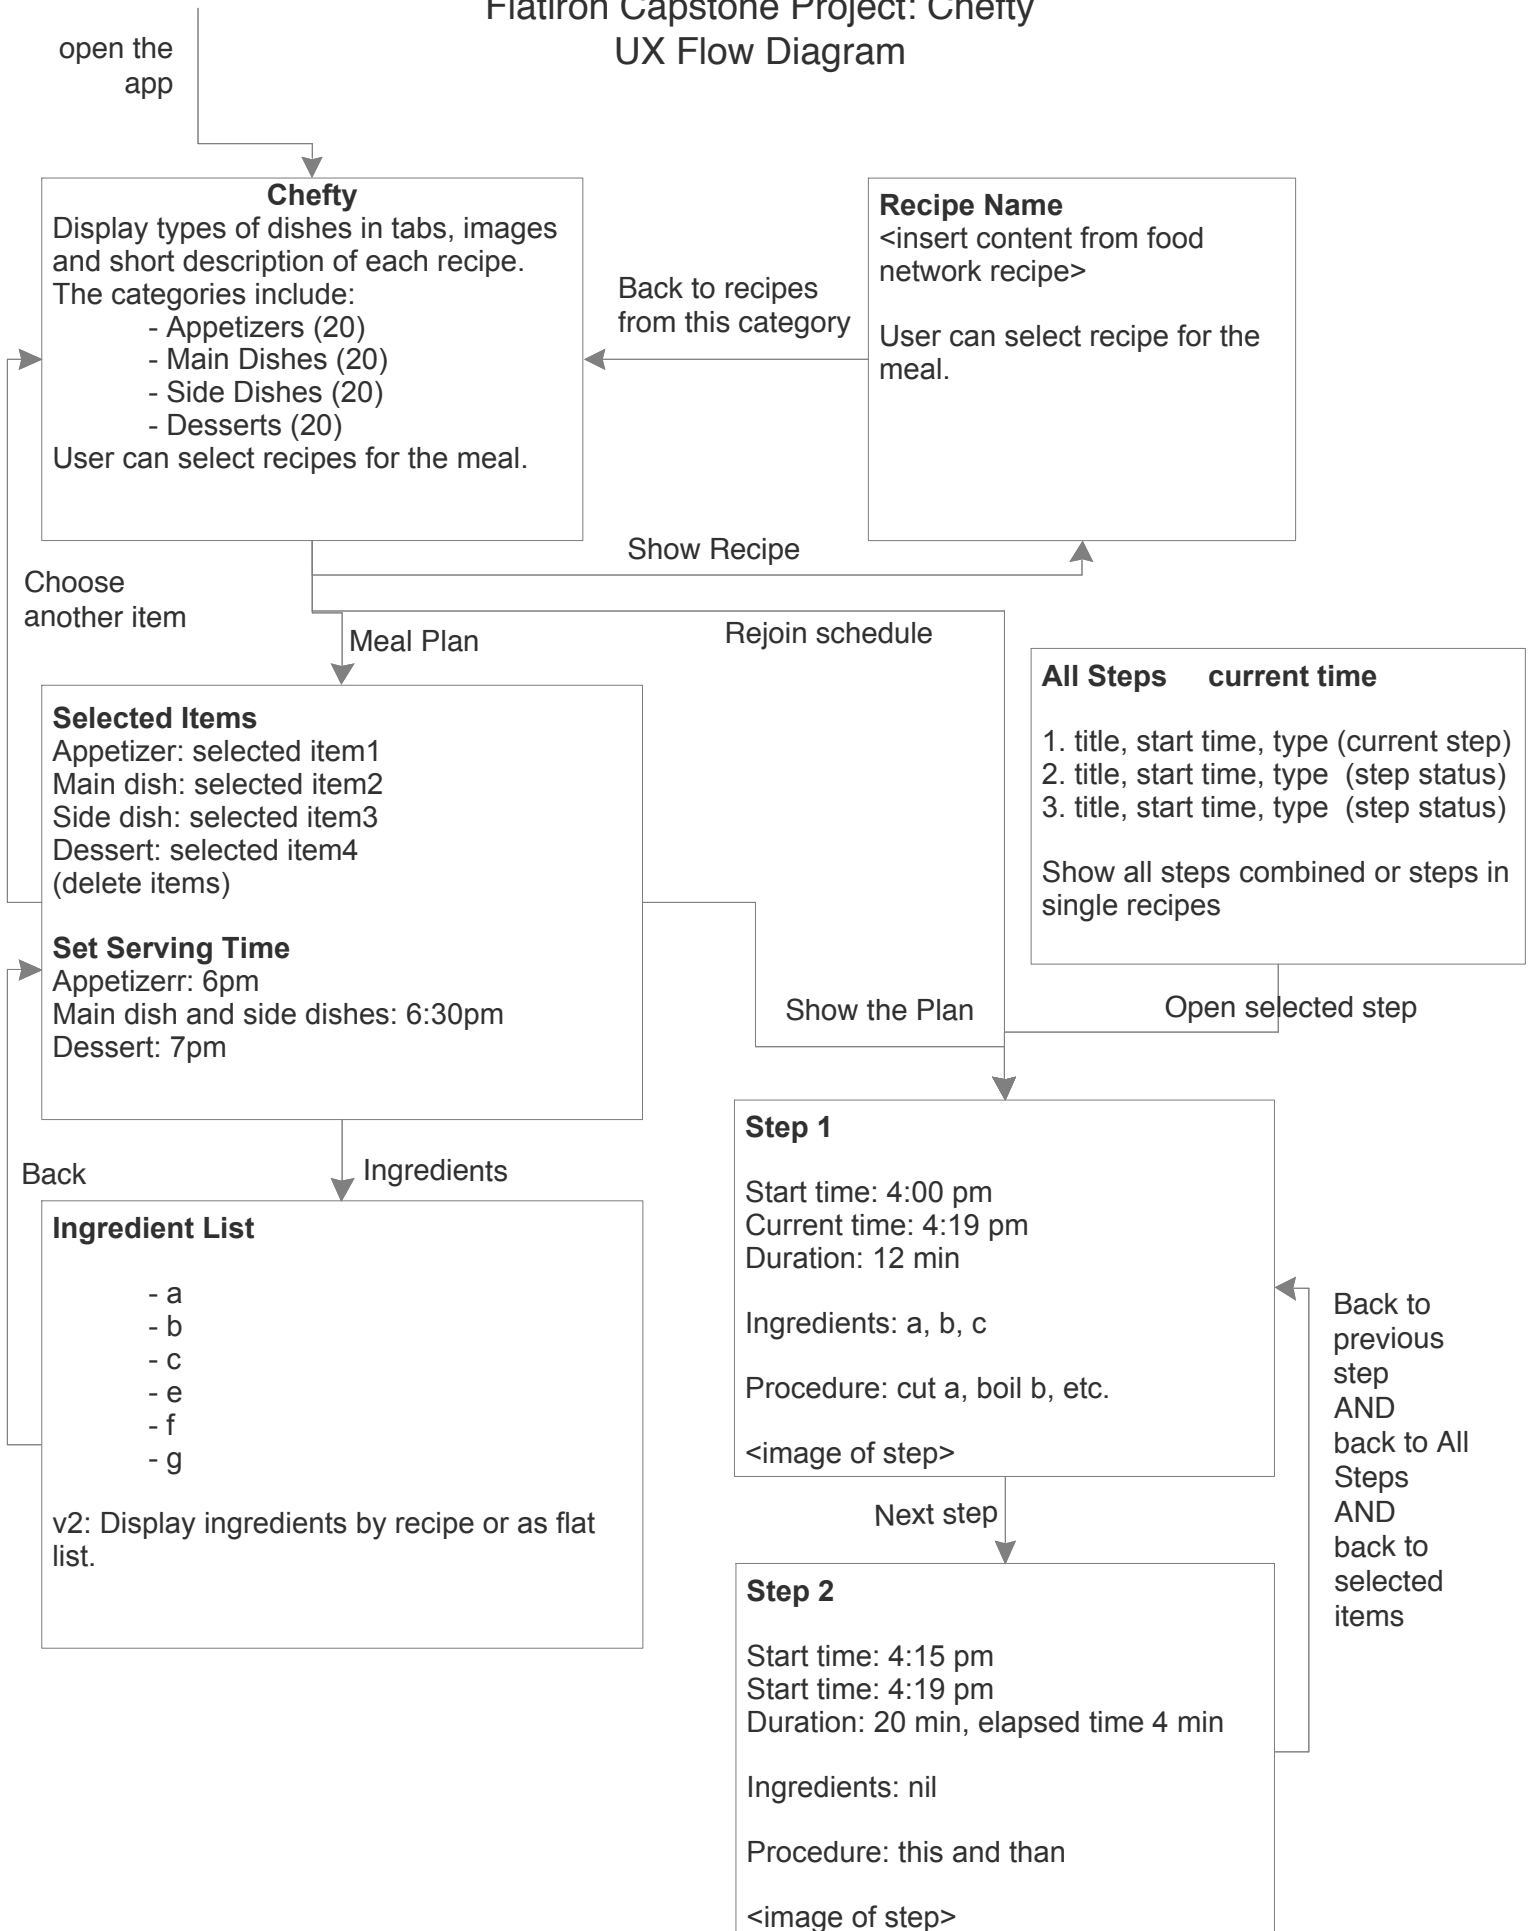 Flatiron Capstone Project: Chefty
UX Flow Diagram
open the
app
Chefty
Display types of dishes in tabs, images
and short description of each recipe.
The categories include:
- Appetizers (20)
- Main Dishes (20)
- Side Dishes (20)
- Desserts (20)
User can select recipes for the meal.
Back to recipes
from this category
Recipe Name
<insert content from food
network recipe>
User can select recipe for the
meal.
Show Recipe
Choose
another item
Meal Plan
Rejoin schedule
Selected Items
Appetizer: selected item1
Main dish: selected item2
Side dish: selected item3
Dessert: selected item4
(delete items)
Set Serving Time
Appetizerr: 6pm
Main dish and side dishes: 6:30pm
Dessert: 7pm
All Steps current time
1. title, start time, type (current step)
2. title, start time, type (step status)
3. title, start time, type (step status)
Show all steps combined or steps in
single recipes
Show the Plan
Open selected step
Back
Ingredients
Ingredient List
- a
- b
- c
- e
- f
- g
v2: Display ingredients by recipe or as flat
list.
Step 1
Start time: 4:00 pm
Current time: 4:19 pm
Duration: 12 min
Ingredients: a, b, c
Procedure: cut a, boil b, etc.
<image of step>
Next step
Back to
previous
step
AND
back to All
Steps
AND
back to
selected
items
Step 2
Start time: 4:15 pm
Start time: 4:19 pm
Duration: 20 min, elapsed time 4 min
Ingredients: nil
Procedure: this and than
<image of step>